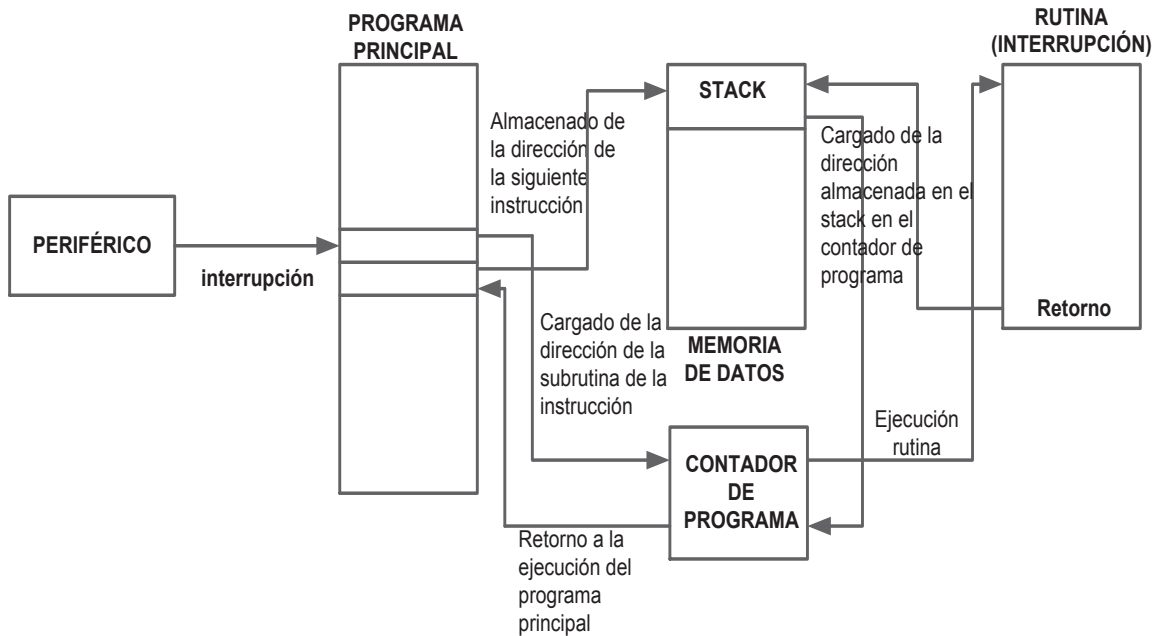 PROGRAMA
PRINCIPAL
RUTINA
(INTERRUPCIÓN)
STACK
Almacenado de
la dirección de
la siguiente
instrucción
Cargado de la
dirección
almacenada en el
stack en el
contador de
programa
PERIFÉRICO
interrupción
Retorno
Cargado de la
dirección de la
subrutina de la
instrucción
MEMORIA
DE DATOS
Ejecución
rutina
CONTADOR
DE
PROGRAMA
Retorno a la
ejecución del
programa
principal